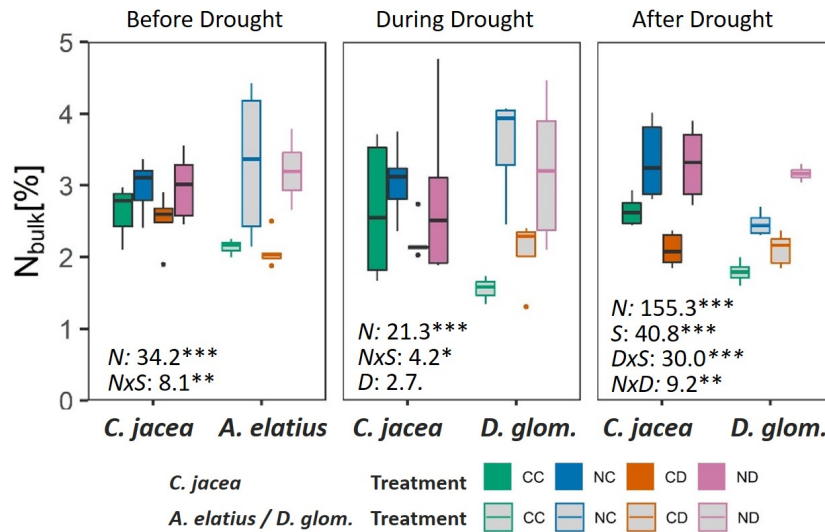 Before Drought During Drought After Drought
5
4
3
2
1
0
N bulk [%]
N: 34.2***
NxS: 8.1**
N: 21.3***
NxS: 4.2*
D: 2.7.
N: 155.3***
S: 40.8***
DxS: 30.0***
NxD: 9.2**
C. jacea A. elatius C. jacea D. glom. C. jacea D. glom.
C. jacea Treatment CC NC CD ND
A. elatius / D. glom. Treatment CC NC CD ND